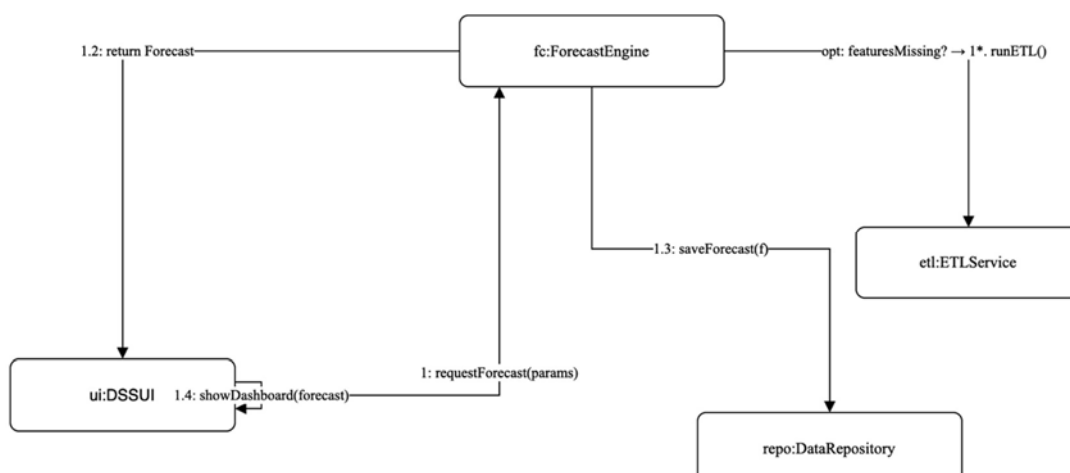 1.2: return Forecast
fc:ForecastEngine
opt: featuresMissing? → 1*. runETL()
1.3: saveForecast(f)
etl:ETLService
1: requestForecast(params)
ui:DSSUI
1.4: showDashboard(forecast)
repo:DataRepository